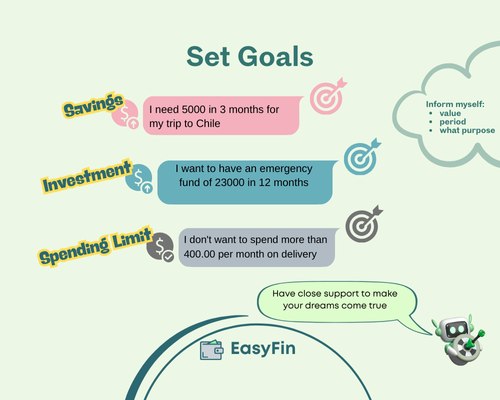 Set Goals
Savings
I need 5000 in 3 months for
my trip to Chile
Inform myself:
• value
• period
• what purpose
Investment
I want to have an emergency
fund of 23000 in 12 months
Spending Limit
I don't want to spend more than
400.00 per month on delivery
Have close support to make
your dreams come true
EasyFin